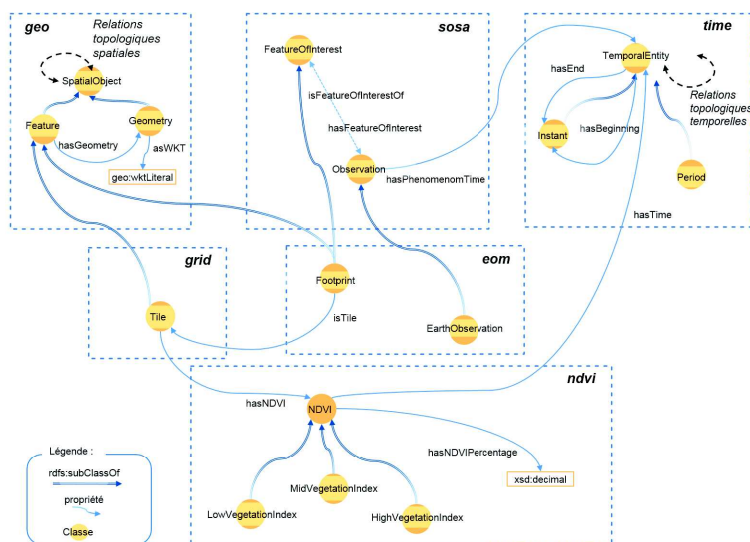 geo
Relations
topologiques
spatiales
SpatialObject
Feature
Geometry
hasGeometry
asWKT
geo:wktLiteral
sosa
FeatureOfInterest
isFeatureOfInterestOf
hasFeatureOfInterest
Observation
hasPhenomenomTime
time
TemporalEntity
hasEnd
Relations
topologiques
temporelles
Instant
hasBeginning
Period
hasTime
grid
Tile
eom
Footprint
isTile
EarthObservation
ndvi
hasNDVI
NDVI
hasNDVIPercentage
xsd:decimal
MidVegetationIndex
LowVegetationIndex
HighVegetationIndex
Légende :
rdfs:subClassOf
propriété
Classe